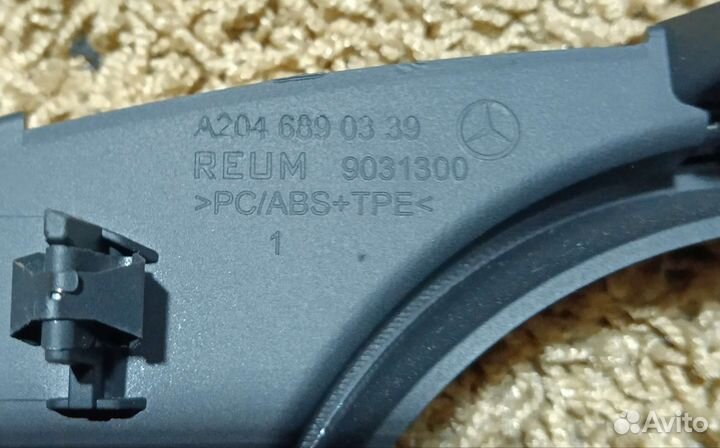 A204 689 03 39
REUM 9031300
>PC/ABS+TPE<
1
Avito